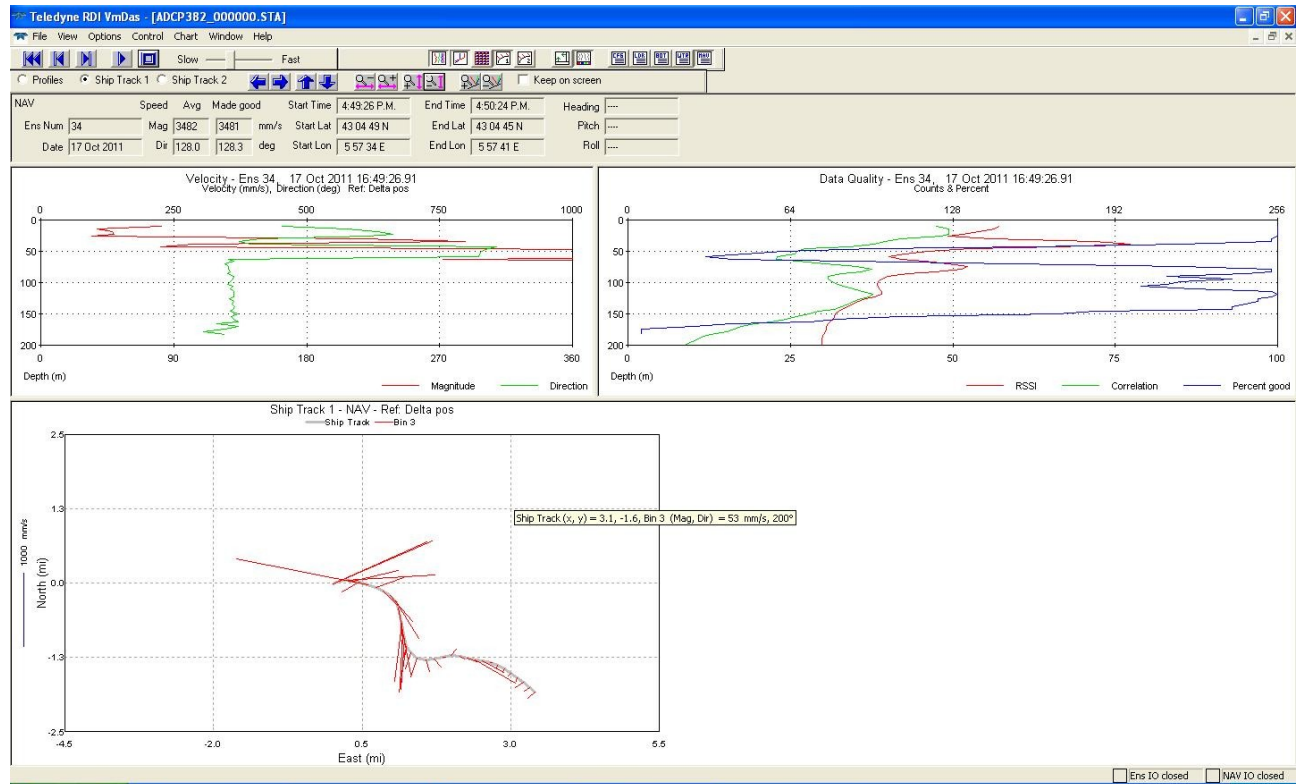 Teledyne RDI VmDas - [ADCP382_000000.STA]
File View Options Control Chart Window Help
Slow Fast
CFG LOG ADT WTR NAV
Profiles Ship Track 1 Ship Track 2 Keep on screen
NAV Speed Avg Made good Start Time 4:49:26 P.M. End Time 4:50:24 P.M. Heading ----
Ens Num 34 Mag 3482 3481 mm/s Start Lat 43 04 49 N End Lat 43 04 45 N Pitch ----
Date 17 Oct 2011 Dir 128.0 128.3 deg Start Lon 5 57 34 E End Lon 5 57 41 E Roll ----
Velocity - Ens 34, 17 Oct 2011 16:49:26.91
Velocity (mm/s), Direction (deg) Ref: Delta pos
0 250 500 750 1000
0
50
100
150
200
0 90 180 270 360
Depth (m)
Magnitude Direction
Data Quality - Ens 34, 17 Oct 2011 16:49:26.91
Counts & Percent
0 64 128 192 256
0
50
100
150
200
0 25 50 75 100
Depth (m)
RSSI Correlation Percent good
Ship Track 1 - NAV - Ref: Delta pos
Ship Track Bin 3
2.5
1.3
0.0
-1.3
-2.5
1000 mm/s
North (mi)
Ship Track (x, y) = 3.1, -1.6, Bin 3 (Mag, Dir) = 53 mm/s, 200°
-4.5 -2.0 0.5 3.0 5.5
East (mi)
Ens IO closed NAV IO closed